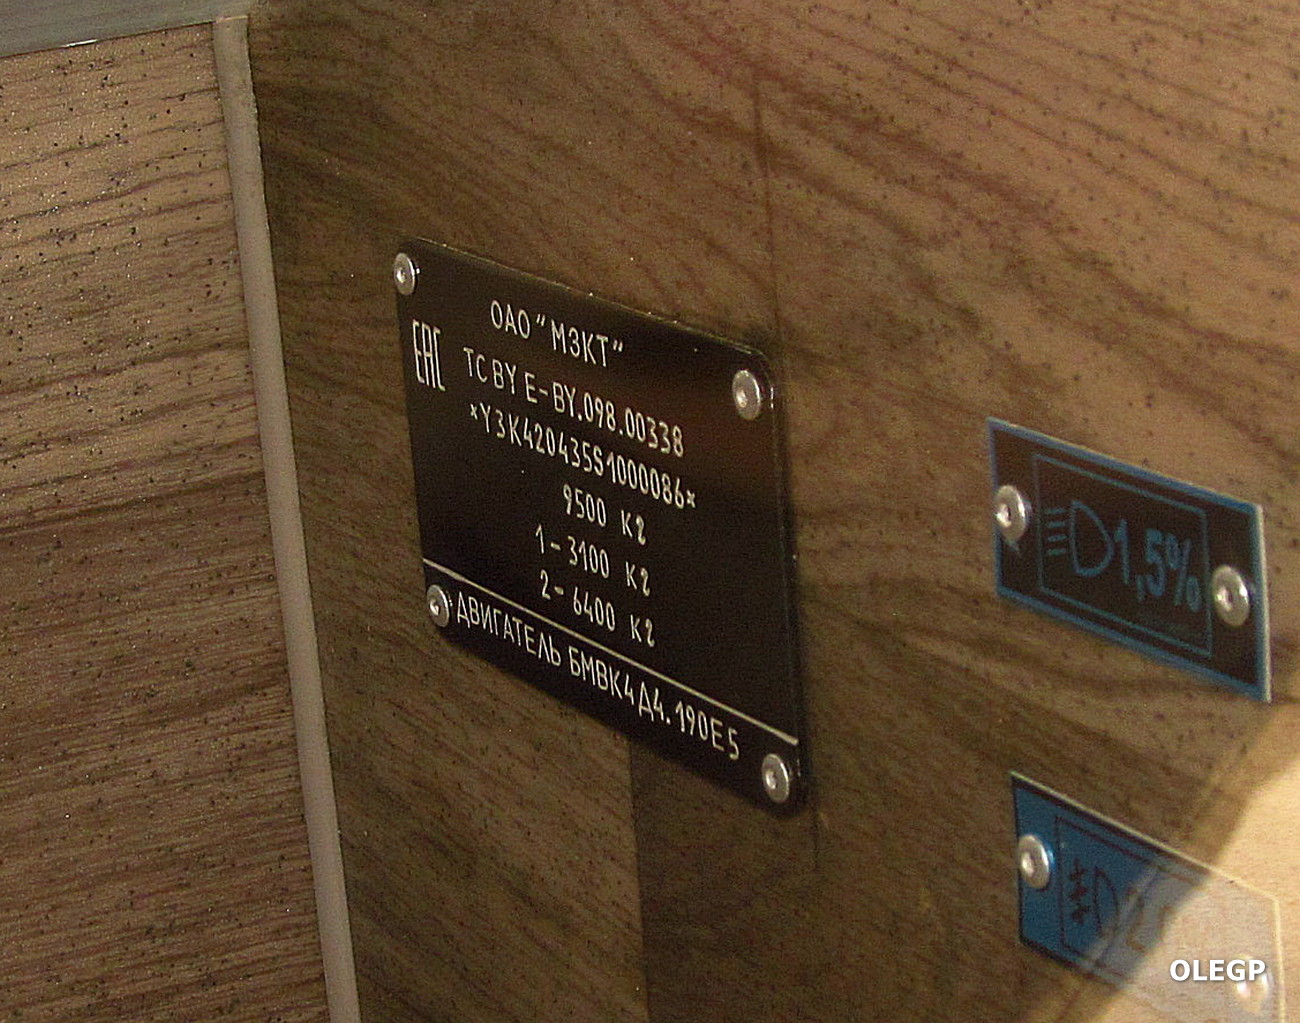 ОАО "МЗКТ"
EAC
ТС BY Е-BY.098.00338
*Y3K420435S1000086*
9500 кг
1- 3100 кг
2- 6400 кг
ДВИГАТЕЛЬ БМВК4Д4.190Е5
1,5%
OLEGP